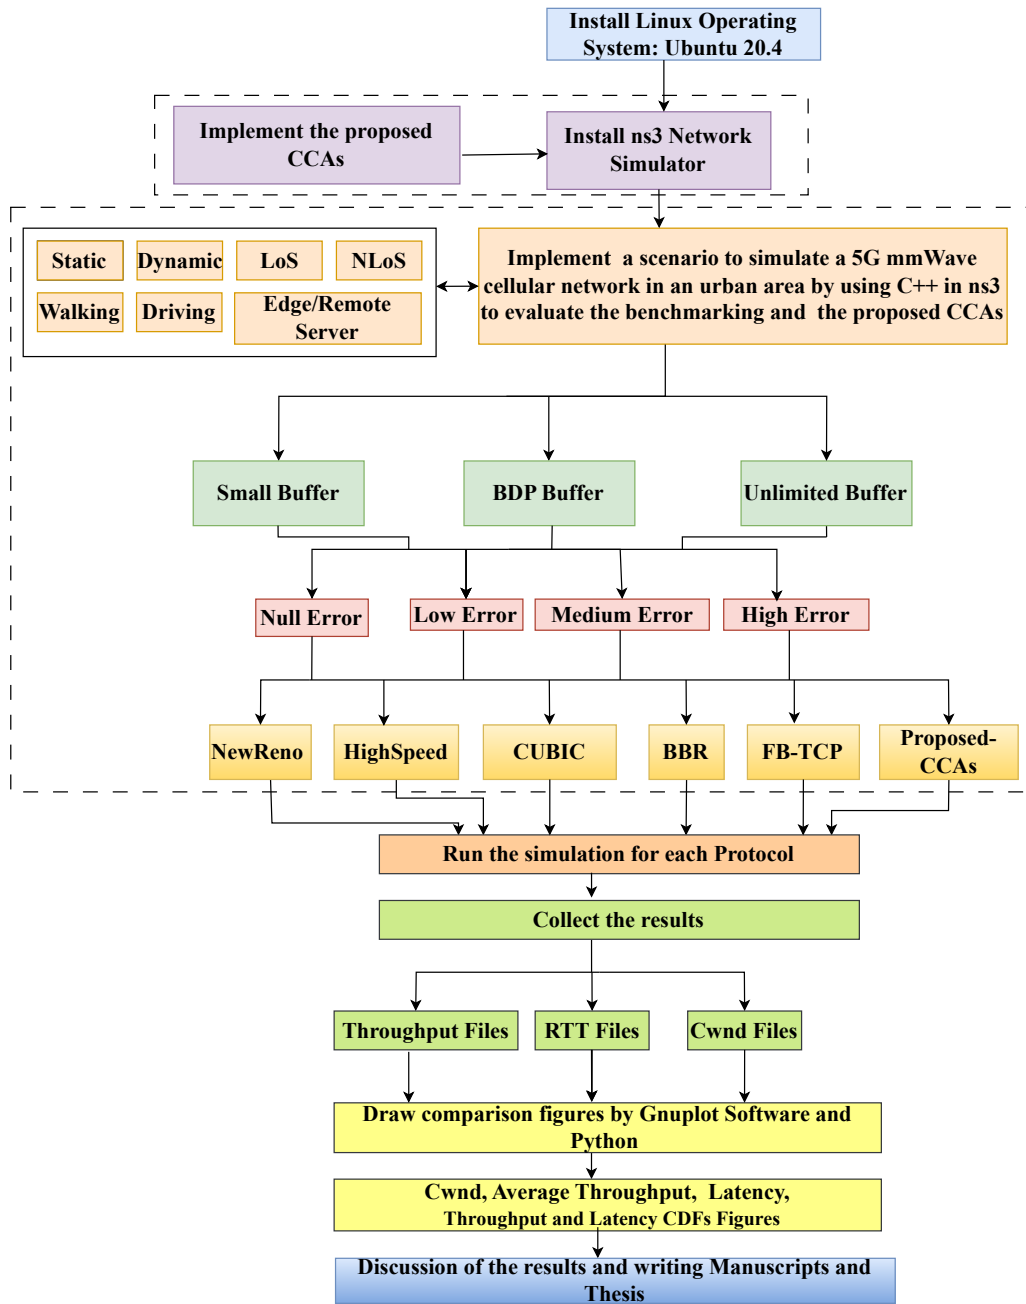 Install Linux Operating
System: Ubuntu 20.4
Implement the proposed
CCAs
Install ns3 Network
Simulator
Static
Dynamic
LoS
NLoS
Walking
Driving
Edge/Remote
Server
Implement a scenario to simulate a 5G mmWave
cellular network in an urban area by using C++ in ns3
to evaluate the benchmarking and the proposed CCAs
Small Buffer
BDP Buffer
Unlimited Buffer
Null Error
Low Error
Medium Error
High Error
NewReno
HighSpeed
CUBIC
BBR
FB-TCP
Proposed-
CCAs
Run the simulation for each Protocol
Collect the results
Throughput Files
RTT Files
Cwnd Files
Draw comparison figures by Gnuplot Software and
Python
Cwnd, Average Throughput, Latency,
Throughput and Latency CDFs Figures
Discussion of the results and writing Manuscripts and
Thesis